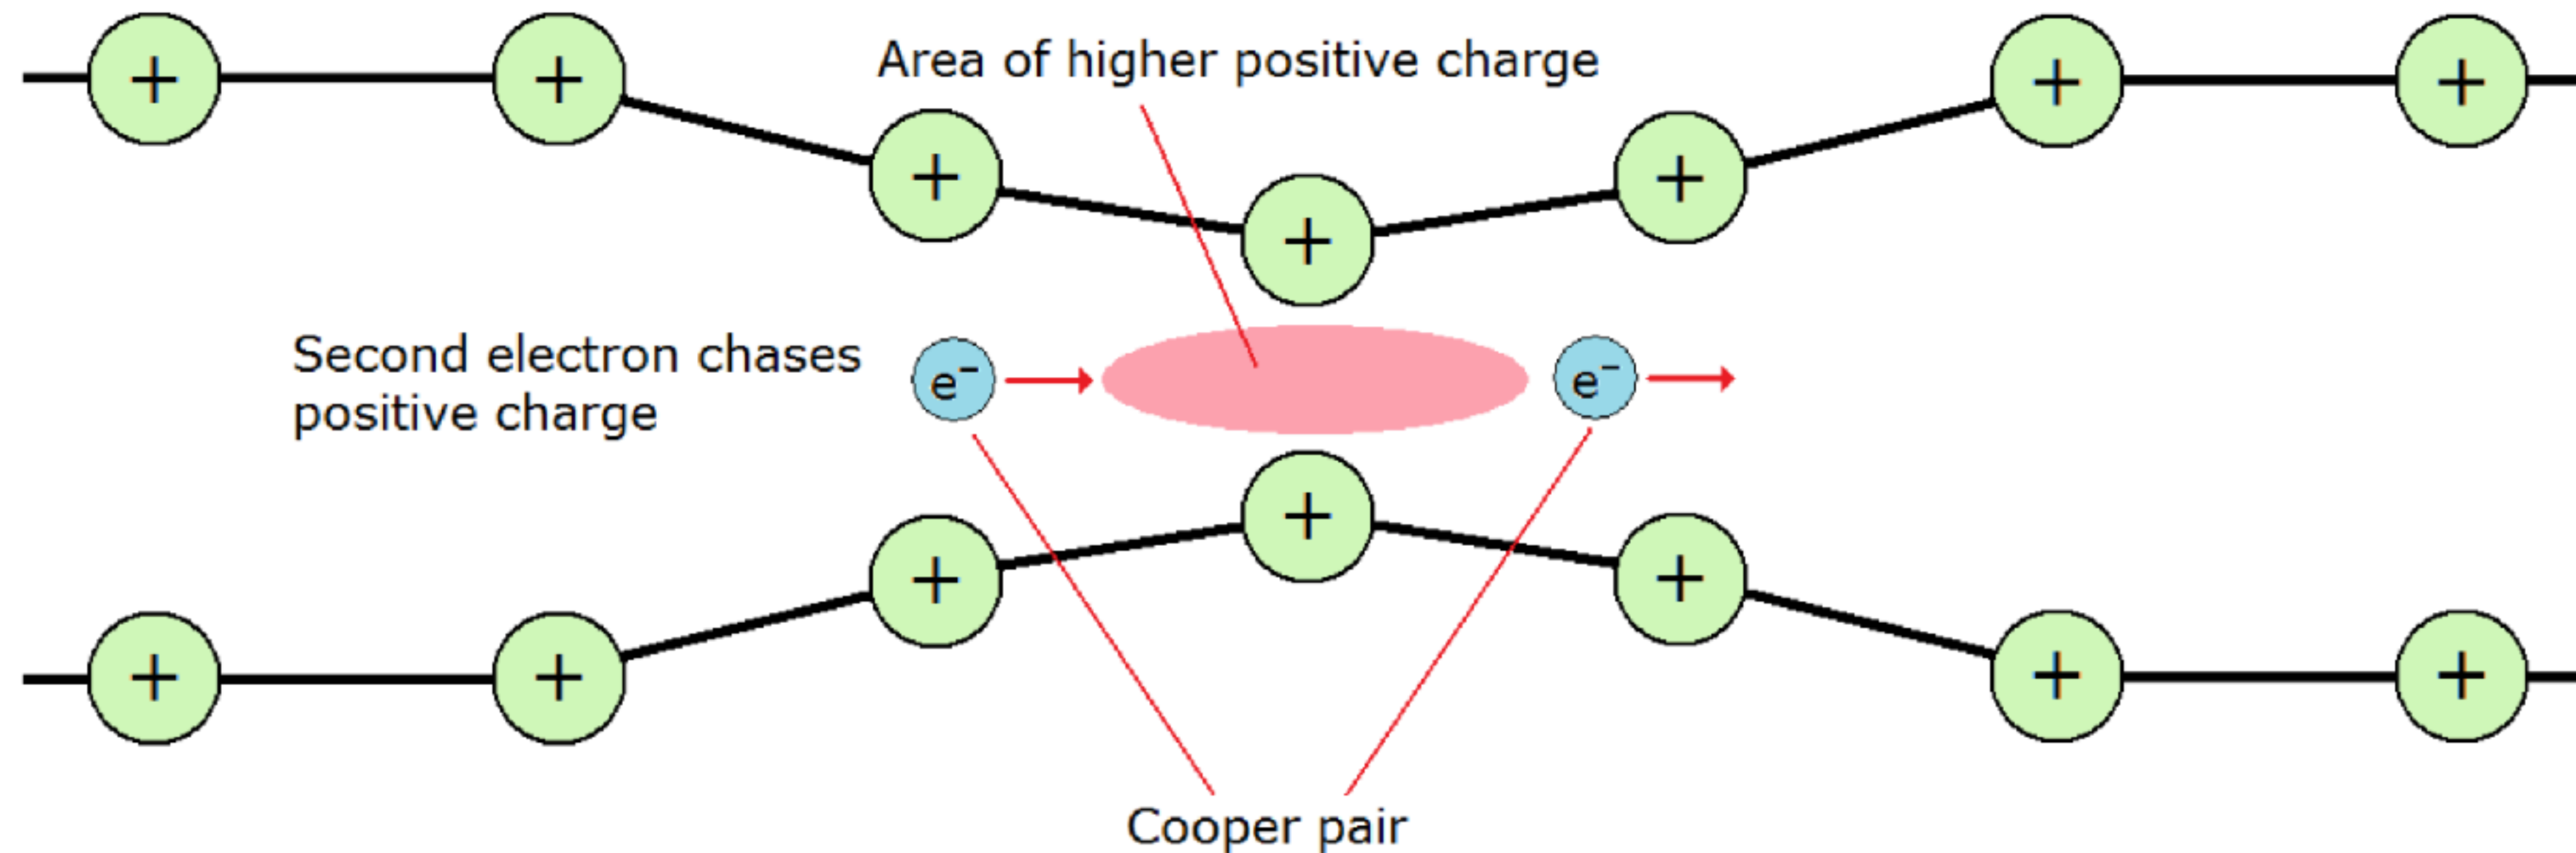 + + + +
Area of higher positive charge
+ + +
Second electron chases
positive charge
e⁻ e⁻
+ + +
+ + + +
Cooper pair